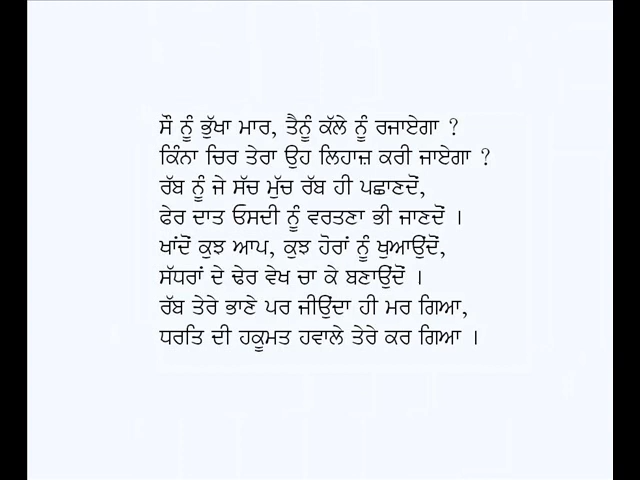 ਸੌ ਨੂੰ ਭੁੱਖਾ ਮਾਰ, ਤੈਨੂੰ ਕੱਲੇ ਨੂੰ ਰਜਾਏਗਾ ?
ਕਿੰਨਾ ਚਿਰ ਤੇਰਾ ਉਹ ਲਿਹਾਜ਼ ਕਰੀ ਜਾਏਗਾ ?
ਰੱਬ ਨੂੰ ਜੇ ਸੱਚ ਮੁੱਚ ਰੱਬ ਹੀ ਪਛਾਣਦੋਂ,
ਫੇਰ ਦਾਤ ਓਸਦੀ ਨੂੰ ਵਰਤਣਾ ਭੀ ਜਾਣਦੋਂ ।
ਖਾਂਦੋਂ ਕੁਝ ਆਪ, ਕੁਝ ਹੋਰਾਂ ਨੂੰ ਖੁਆਉਂਦੋਂ,
ਸੱਧਰਾਂ ਦੇ ਢੇਰ ਵੇਖ ਚਾ ਕੇ ਬਣਾਉਂਦੋਂ ।
ਰੱਬ ਤੇਰੇ ਭਾਣੇ ਪਰ ਜੀਉਂਦਾ ਹੀ ਮਰ ਗਿਆ,
ਧਰਤਿ ਦੀ ਹਕੂਮਤ ਹਵਾਲੇ ਤੇਰੇ ਕਰ ਗਿਆ ।